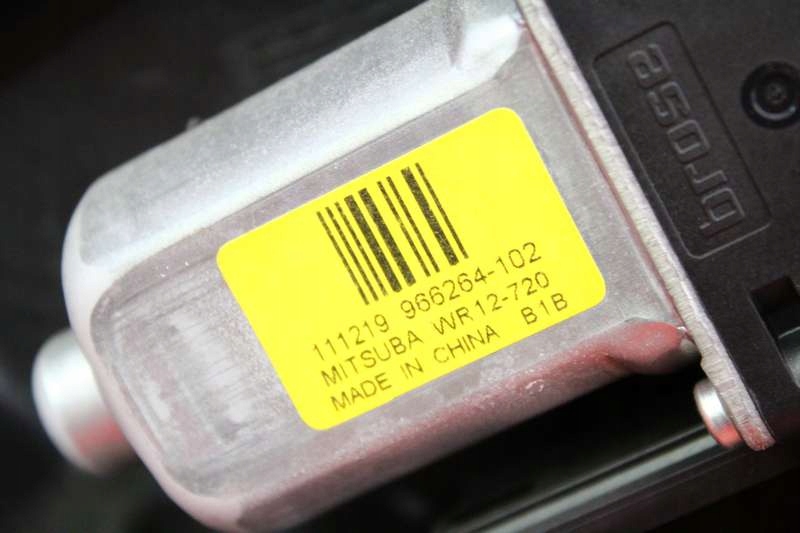 111219 966264-102
MITSUBA WR12-720
MADE IN CHINA B1B
brose